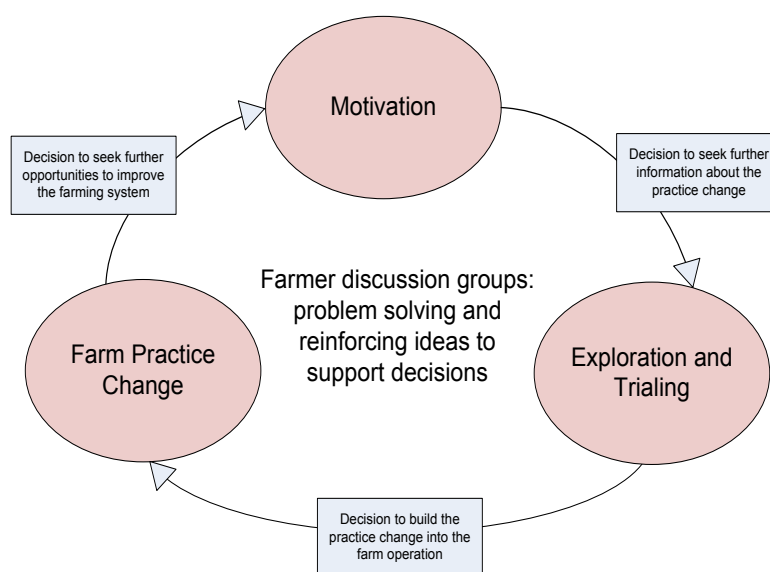 Motivation
Decision to seek further
opportunities to improve
the farming system
Decision to seek further
information about the
practice change
Farmer discussion groups:
problem solving and
reinforcing ideas to
support decisions
Farm Practice
Change
Exploration and
Trialing
Decision to build the
practice change into the
farm operation